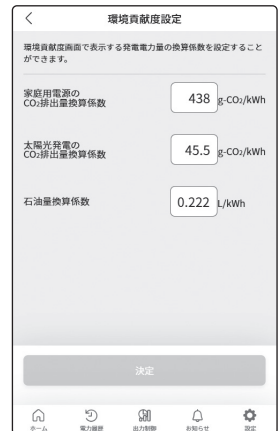 環境貢献度設定
環境貢献度画面で表示する発電電力量の換算係数を設定すること
ができます。
家庭用電源の
CO₂排出量換算係数
438 g-CO₂/kWh
太陽光発電の
CO₂排出量換算係数
45.5 g-CO₂/kWh
石油量換算係数
0.222 L/kWh
決定
ホーム 電力履歴 出力制御 お知らせ 設定